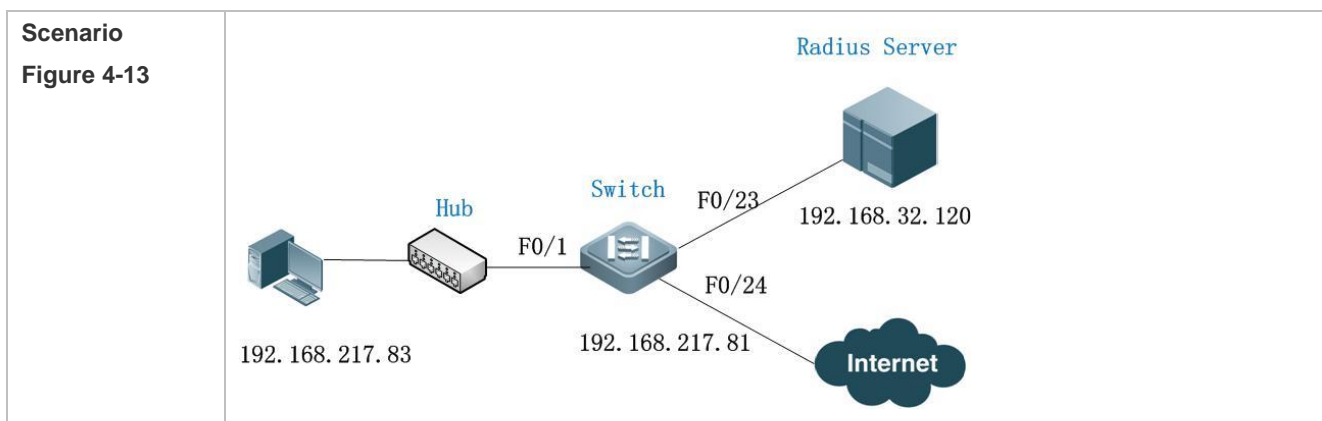 Scenario
Figure 4-13
Radius Server
Switch
F0/23
192. 168. 32. 120
Hub
F0/1
F0/24
192. 168. 217. 83
192. 168. 217. 81
Internet